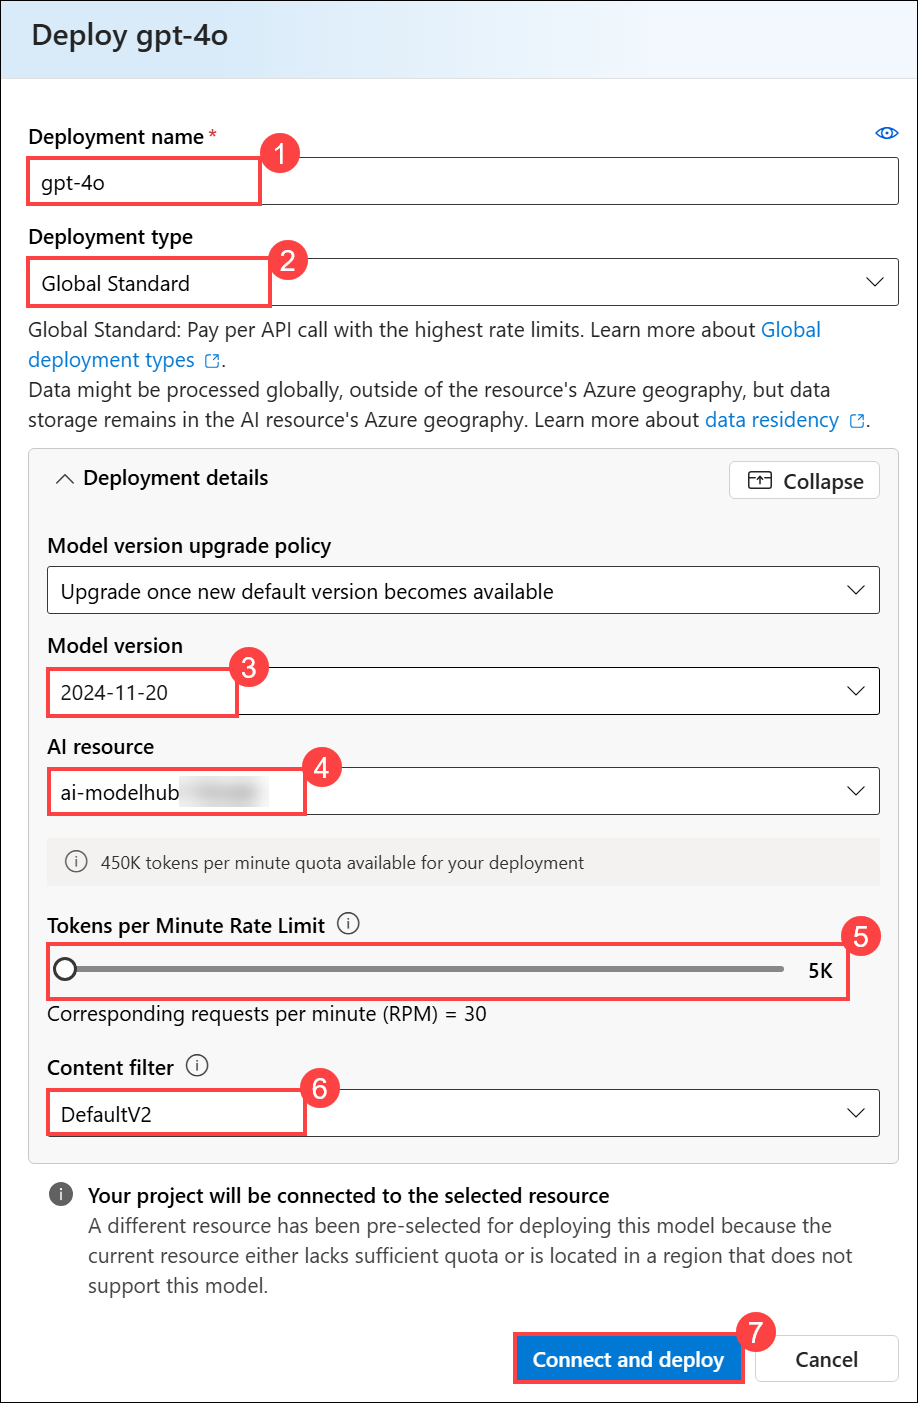 Deploy gpt-4o
Deployment name *
1
gpt-4o
Deployment type
2
Global Standard
Global Standard: Pay per API call with the highest rate limits. Learn more about Global
deployment types .
Data might be processed globally, outside of the resource's Azure geography, but data
storage remains in the AI resource's Azure geography. Learn more about data residency .
Deployment details
Collapse
Model version upgrade policy
Upgrade once new default version becomes available
Model version
3
2024-11-20
AI resource
4
ai-modelhub
450K tokens per minute quota available for your deployment
Tokens per Minute Rate Limit
5
5K
Corresponding requests per minute (RPM) = 30
Content filter
6
DefaultV2
Your project will be connected to the selected resource
A different resource has been pre-selected for deploying this model because the
current resource either lacks sufficient quota or is located in a region that does not
support this model.
7
Connect and deploy
Cancel